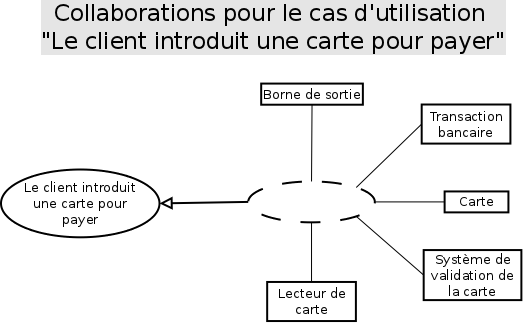 Collaborations pour le cas d'utilisation
"Le client introduit une carte pour payer"
Borne de sortie
Transaction
bancaire
Le client introduit
une carte pour
payer
Carte
Système de
validation de
la carte
Lecteur de
carte